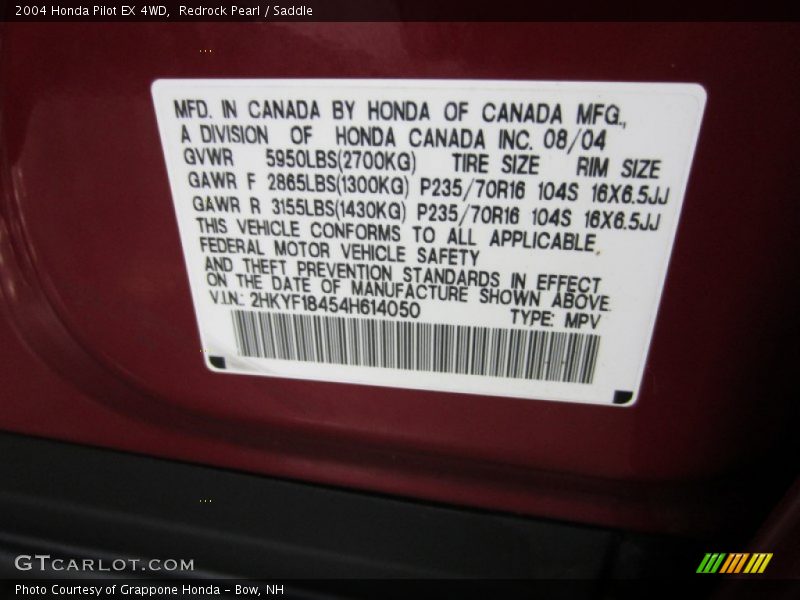 2004 Honda Pilot EX 4WD,  Redrock Pearl / Saddle
MFD. IN CANADA BY HONDA OF CANADA MFG.,
A DIVISION OF HONDA CANADA INC. 08/04
GVWR 5950LBS(2700KG) TIRE SIZE RIM SIZE
GAWR F 2865LBS(1300KG) P235/70R16 104S 16X6.5JJ
GAWR R 3155LBS(1430KG) P235/70R16 104S 16X6.5JJ
THIS VEHICLE CONFORMS TO ALL APPLICABLE
FEDERAL MOTOR VEHICLE SAFETY
AND THEFT PREVENTION STANDARDS IN EFFECT
ON THE DATE OF MANUFACTURE SHOWN ABOVE.
V.I.N.: 2HKYF18454H614050 TYPE: MPV
GTCARLOT.COM
Photo Courtesy of Grappone Honda - Bow, NH